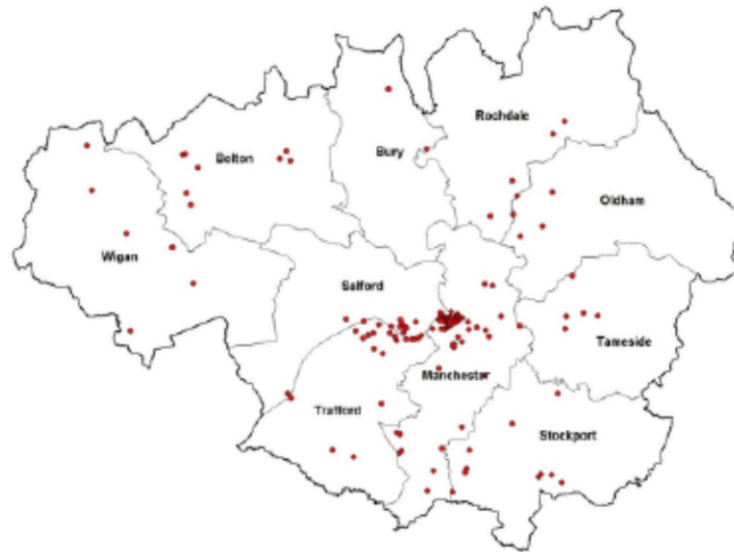 Rochdale
Bury
Bolton
Oldham
Wigan
Salford
Tameside
Manchester
Trafford
Stockport